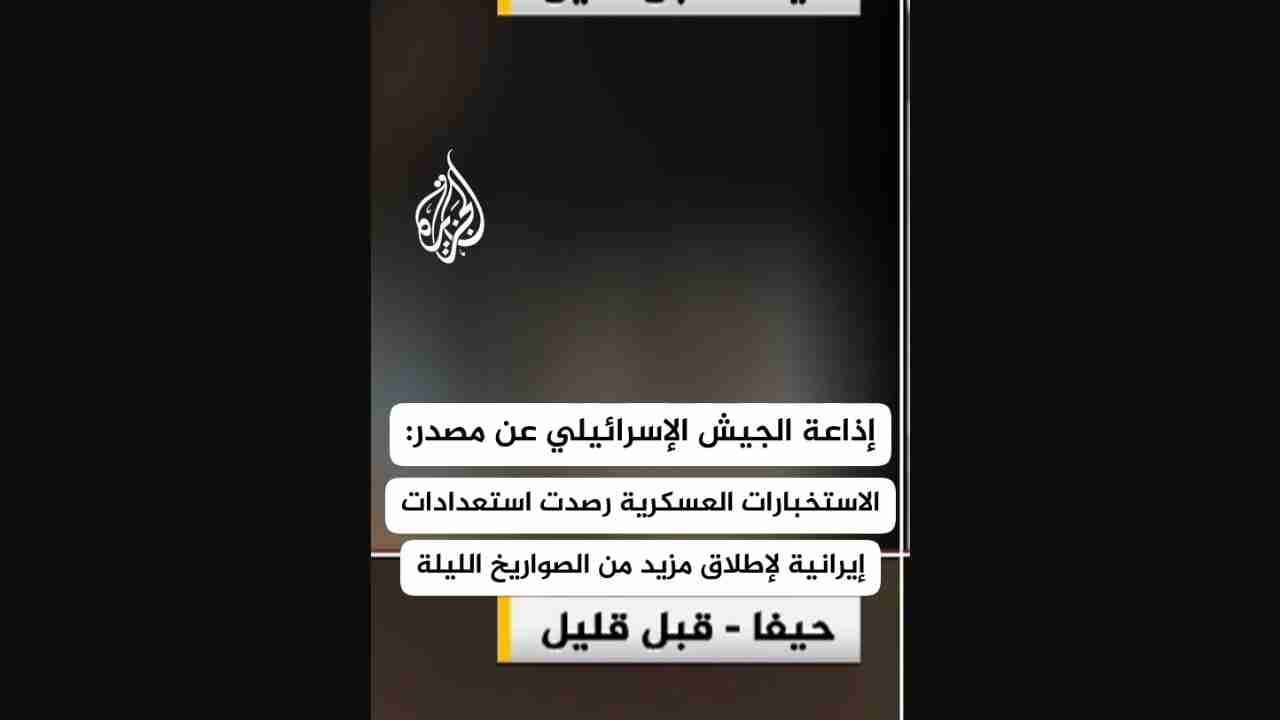 الجزيرة
إذاعة الجيش الإسرائيلي عن مصدر:
الاستخبارات العسكرية رصدت استعدادات
إيرانية لإطلاق مزيد من الصواريخ الليلة
حيفا - قبل قليل